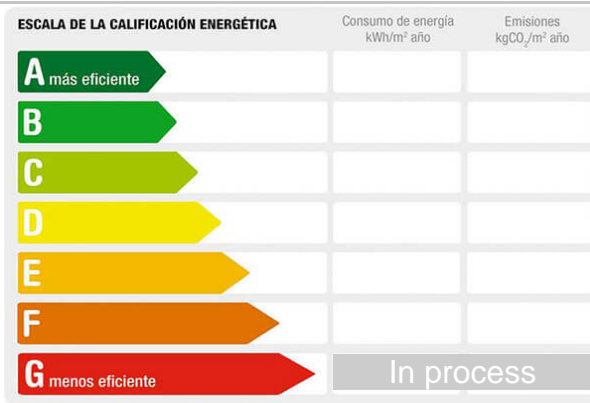 ESCALA DE LA CALIFICACIÓN ENERGÉTICA
Consumo de energía
kWh/m² año
Emisiones
kgCO₂/m² año
A más eficiente
B
C
D
E
F
G menos eficiente
In process